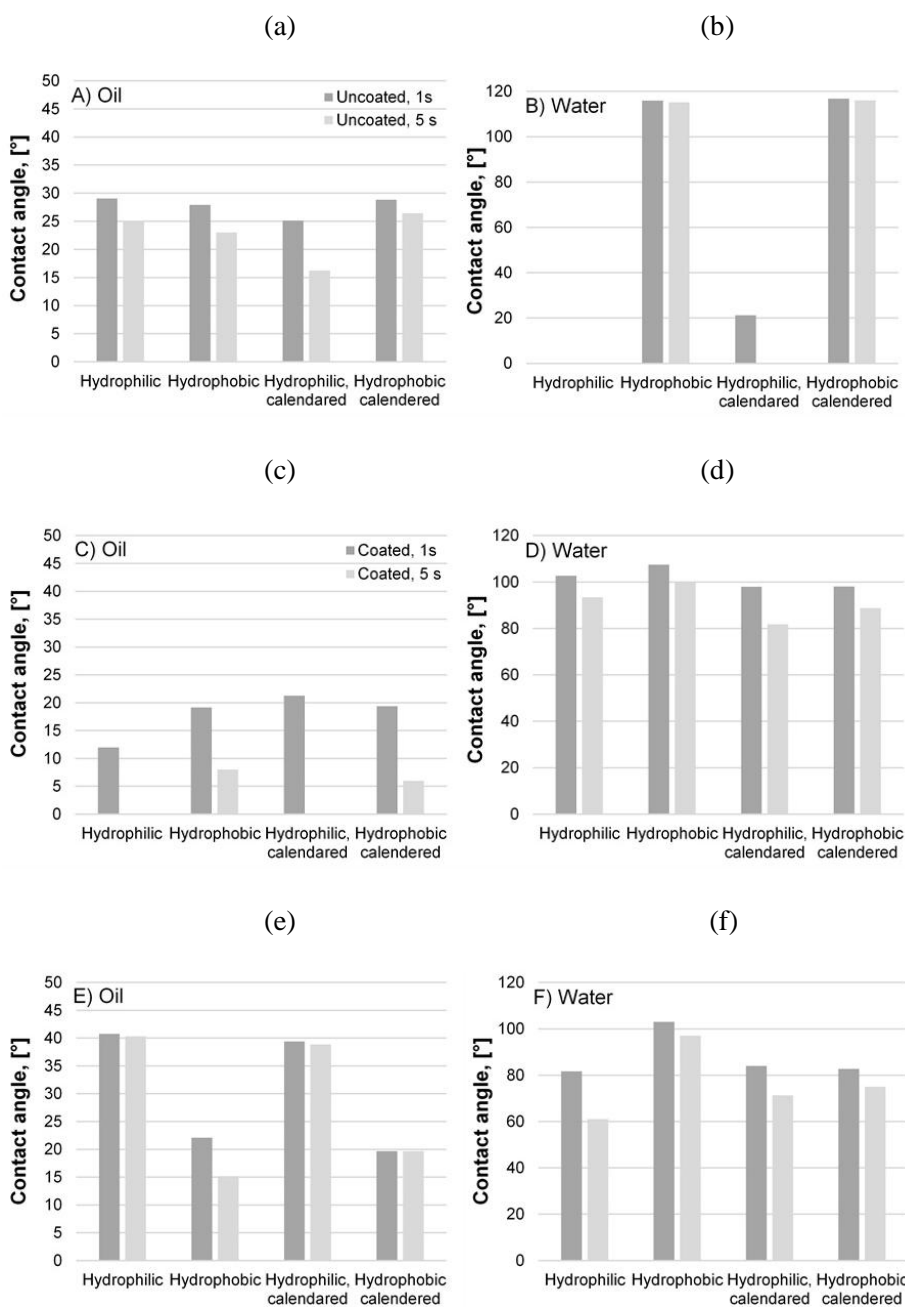 (a)
(b)
A) Oil
Uncoated, 1s
Uncoated, 5 s
Contact angle, [°]
50
45
40
35
30
25
20
15
10
5
0
Hydrophilic Hydrophobic Hydrophilic, Hydrophobic
calendared calendered
B) Water
Contact angle, [°]
120
100
80
60
40
20
0
Hydrophilic Hydrophobic Hydrophilic, Hydrophobic
calendared calendered
(c)
(d)
C) Oil
Coated, 1s
Coated, 5 s
Contact angle, [°]
50
45
40
35
30
25
20
15
10
5
0
Hydrophilic Hydrophobic Hydrophilic, Hydrophobic
calendared calendered
D) Water
Contact angle, [°]
120
100
80
60
40
20
0
Hydrophilic Hydrophobic Hydrophilic, Hydrophobic
calendared calendered
(e)
(f)
E) Oil
Contact angle, [°]
50
45
40
35
30
25
20
15
10
5
0
Hydrophilic Hydrophobic Hydrophilic, Hydrophobic
calendared calendered
F) Water
Contact angle, [°]
120
100
80
60
40
20
0
Hydrophilic Hydrophobic Hydrophilic, Hydrophobic
calendared calendered